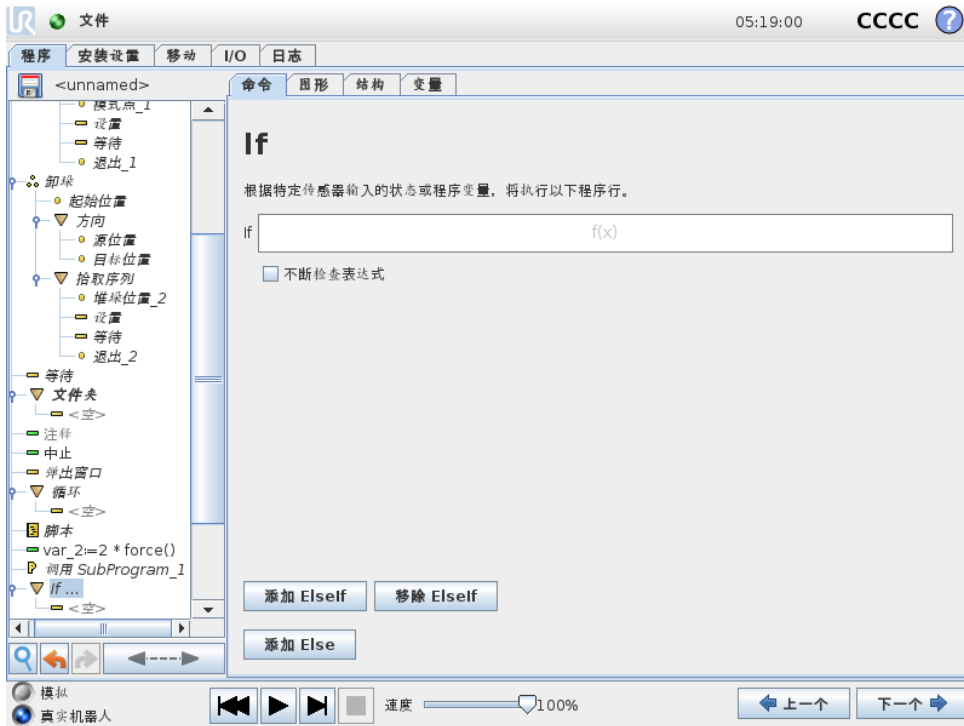 UR 文件 05:19:00 CCCC ?
程序 安装设置 移动 I/O 日志
<unnamed>
命令 图形 结构 变量
模式点_1
设置
等待
退出_1
卸垛
起始位置
方向
源位置
目标位置
拾取序列
堆垛位置_2
设置
等待
退出_2
等待
文件夹
<空>
注释
中止
弹出窗口
循环
<空>
脚本
var_2:=2 * force()
调用 SubProgram_1
If ...
<空>
If
根据特定传感器输入的状态或程序变量，将执行以下程序行。
If f(x)
不断检查表达式
添加 ElseIf 移除 ElseIf
添加 Else
模拟
真实机器人
速度 100%
上一个 下一个